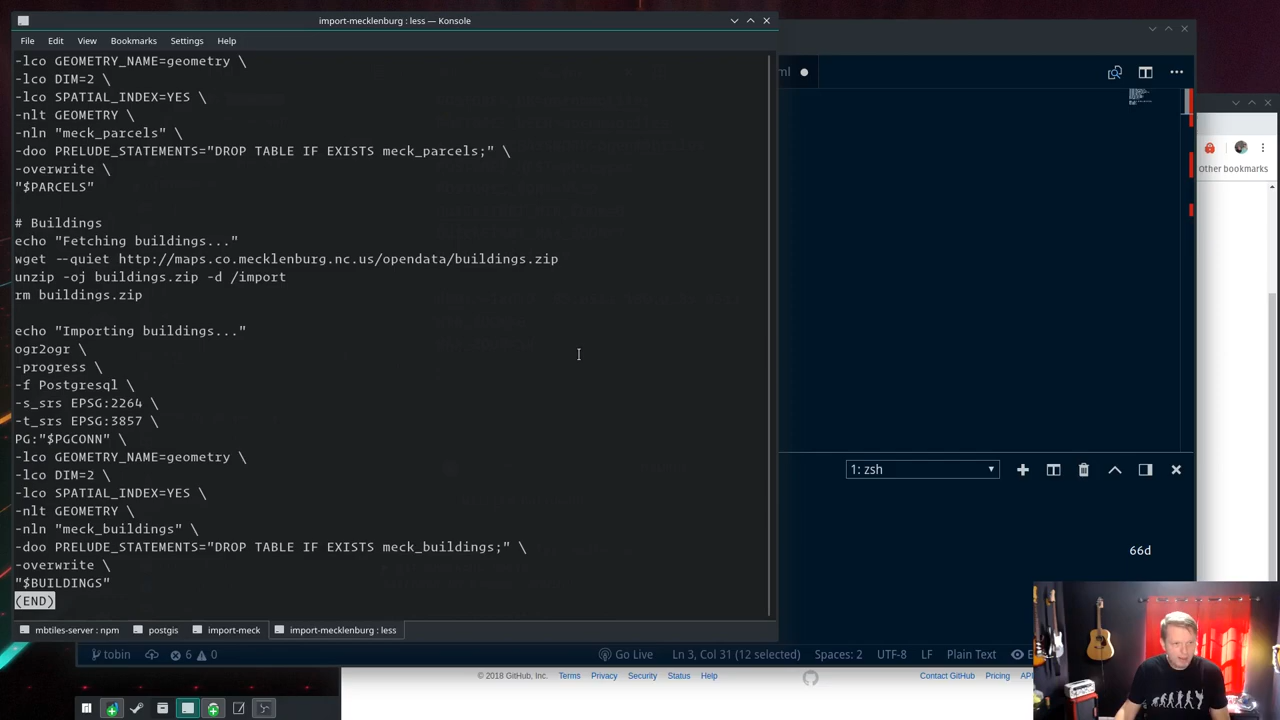 import-mecklenburg : less — Konsole
File Edit View Bookmarks Settings Help
-lco GEOMETRY_NAME=geometry \
-lco DIM=2 \
-lco SPATIAL_INDEX=YES \
-nlt GEOMETRY \
-nln "meck_parcels" \
-doo PRELUDE_STATEMENTS="DROP TABLE IF EXISTS meck_parcels;" \
-overwrite \
"$PARCELS"
# Buildings
echo "Fetching buildings..."
wget --quiet http://maps.co.mecklenburg.nc.us/opendata/buildings.zip
unzip -oj buildings.zip -d /import
rm buildings.zip
echo "Importing buildings..."
ogr2ogr \
-progress \
-f Postgresql \
-s_srs EPSG:2264 \
-t_srs EPSG:3857 \
PG:"$PGCONN" \
-lco GEOMETRY_NAME=geometry \
-lco DIM=2 \
-lco SPATIAL_INDEX=YES \
-nlt GEOMETRY \
-nln "meck_buildings" \
-doo PRELUDE_STATEMENTS="DROP TABLE IF EXISTS meck_buildings;" \
-overwrite \
"$BUILDINGS"
(END)
mbtiles-server : npm postgis import-meck import-mecklenburg : less
ml
Other bookmarks
1: zsh
66d
tobin 6 0 Go Live Ln 3, Col 31 (12 selected) Spaces: 2 UTF-8 LF Plain Text
© 2018 GitHub, Inc. Terms Privacy Security Status Help Contact GitHub Pricing API